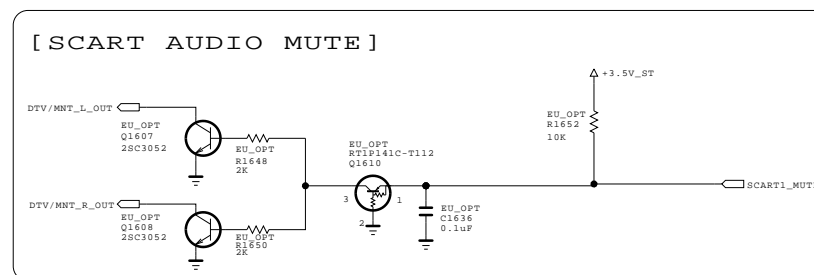 [SCART AUDIO MUTE]
+3.5V_ST
DTV/MNT_L_OUT
EU_OPT
Q1607
2SC3052
EU_OPT
R1648
2K
EU_OPT
RT1P141C-T112
Q1610
EU_OPT
R1652
10K
3
1
2
EU_OPT
C1636
0.1uF
SCART1_MUTE
DTV/MNT_R_OUT
EU_OPT
Q1608
2SC3052
EU_OPT
R1650
2K